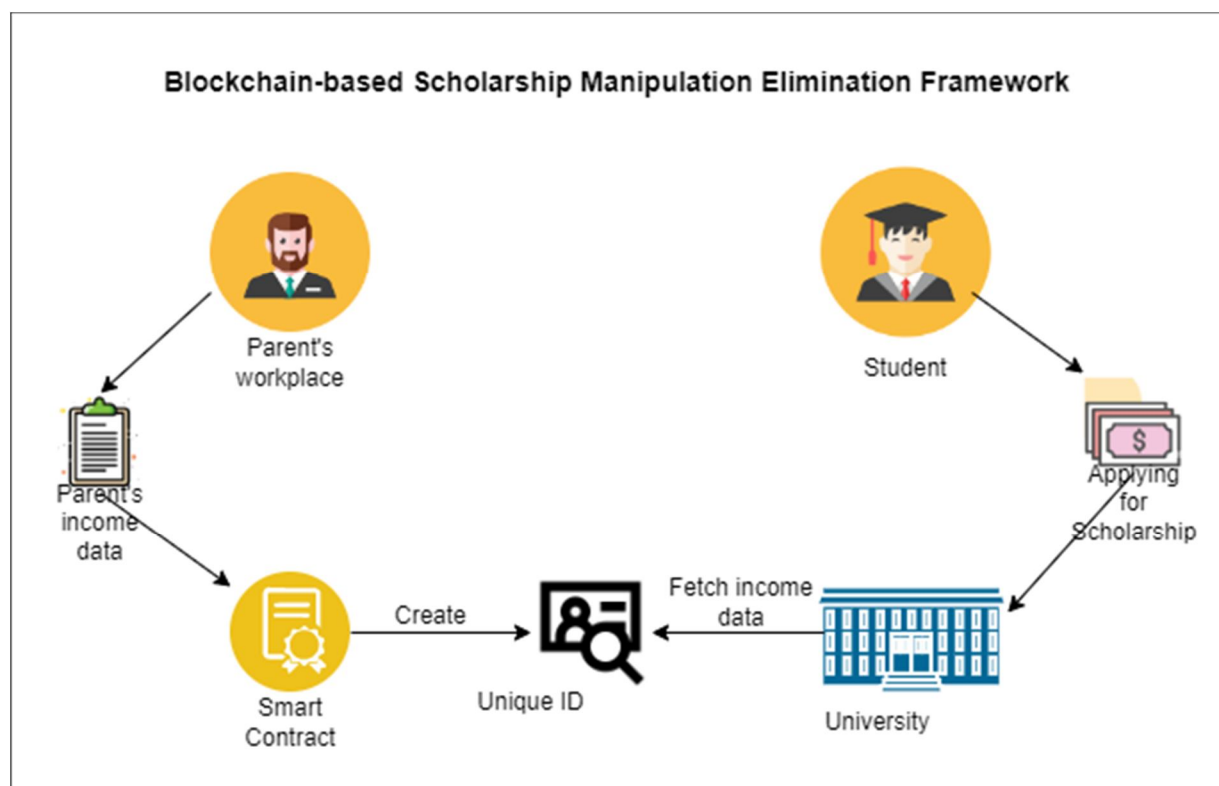 Blockchain-based Scholarship Manipulation Elimination Framework
Parent's
workplace
Student
Parent's
income
data
$
Applying
for
Scholarship
Smart
Contract
Create
Unique ID
Fetch income
data
University